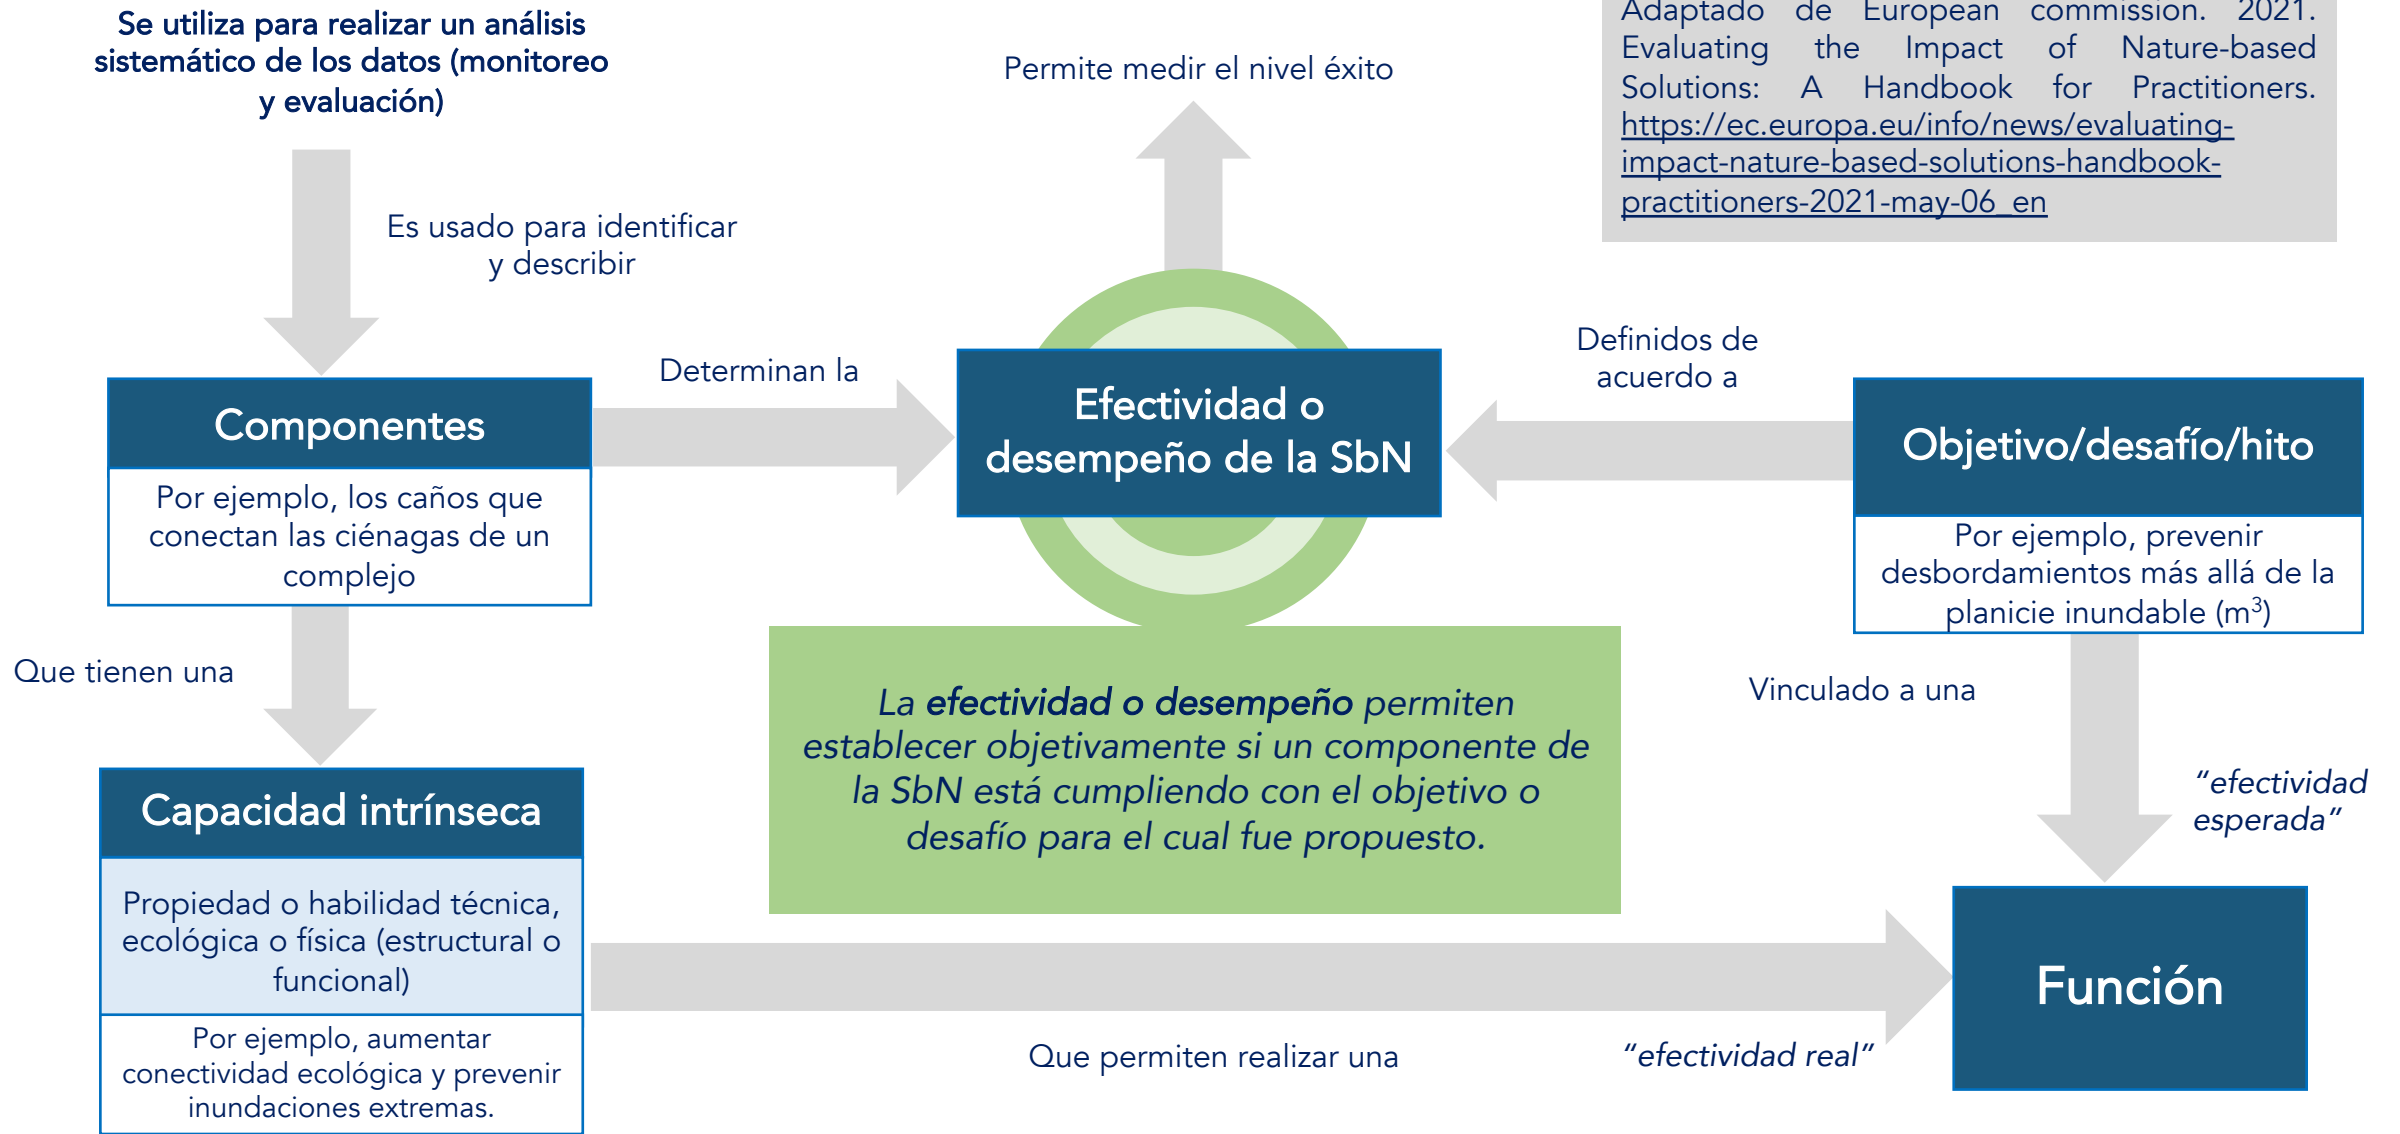 Se utiliza para realizar un análisis
sistemático de los datos (monitoreo
y evaluación)
Permite medir el nivel éxito
Adaptado de European commission. 2021.
Evaluating the Impact of Nature-based
Solutions: A Handbook for Practitioners.
https://ec.europa.eu/info/news/evaluating-
impact-nature-based-solutions-handbook-
practitioners-2021-may-06_en
Es usado para identificar
y describir
Determinan la
Definidos de
acuerdo a
Componentes
Por ejemplo, los caños que
conectan las ciénagas de un
complejo
Efectividad o
desempeño de la SbN
Objetivo/desafío/hito
Por ejemplo, prevenir
desbordamientos más allá de la
planicie inundable (m³)
Que tienen una
Vinculado a una
La efectividad o desempeño permiten
establecer objetivamente si un componente de
la SbN está cumpliendo con el objetivo o
desafío para el cual fue propuesto.
"efectividad
esperada"
Capacidad intrínseca
Propiedad o habilidad técnica,
ecológica o física (estructural o
funcional)
Por ejemplo, aumentar
conectividad ecológica y prevenir
inundaciones extremas.
Que permiten realizar una
"efectividad real"
Función